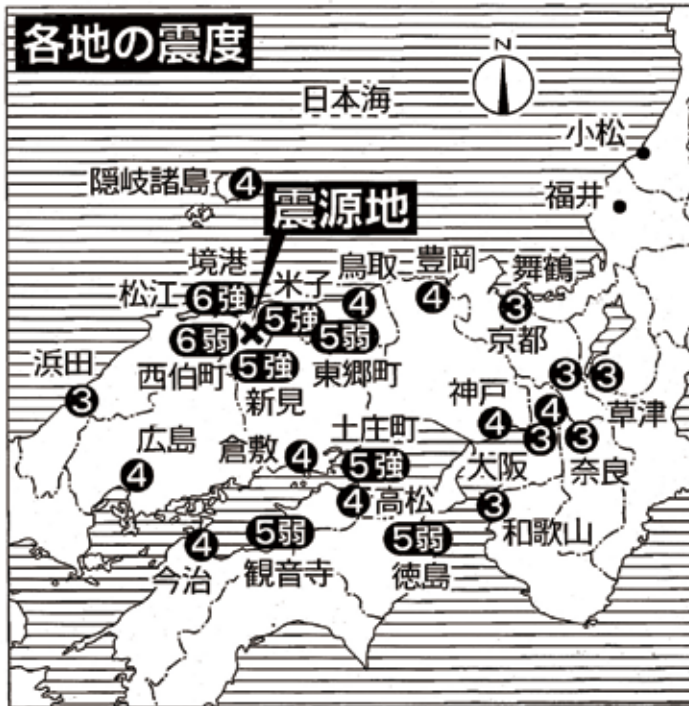 各地の震度
N
日本海
小松
隠岐諸島
4
福井
震源地
境港
松江
6強
米子
5強
鳥取
4
豊岡
4
舞鶴
3
6弱
西伯町
5強
新見
5弱
東郷町
京都
3
3
浜田
3
神戸
4
4
3
3
草津
広島
4
倉敷
4
土庄町
5強
大阪
奈良
4
高松
3
和歌山
4
今治
5弱
観音寺
5弱
徳島